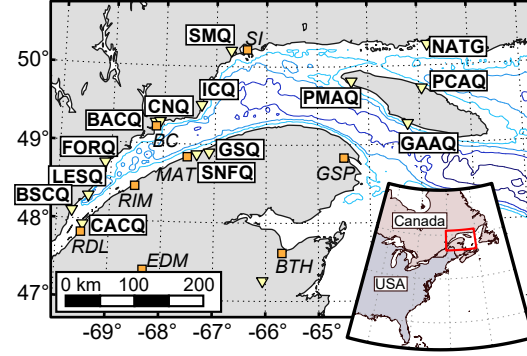 SMQ
SI
NATG
50°
ICQ
PMAQ
PCAQ
CNQ
BACQ
BC
49°
FORQ
GSQ
GAAQ
MAT
SNFQ
GSP
LESQ
RIM
BSCQ
48°
CACQ
RDL
Canada
EDM
BTH
0 km 100 200
USA
47°
-69° -68° -67° -66° -65°